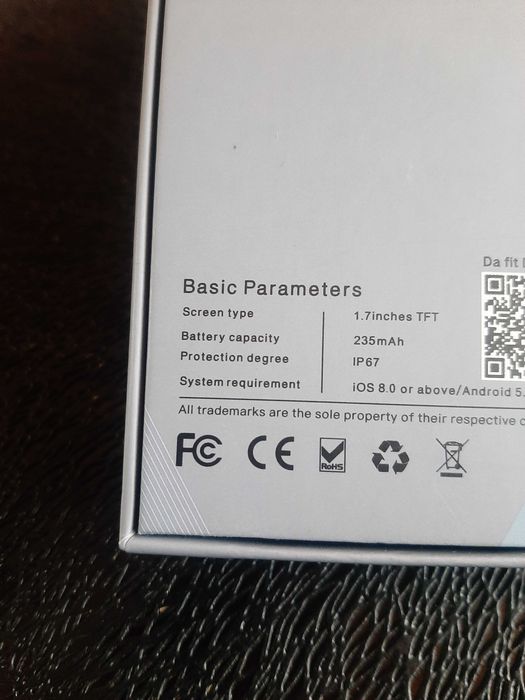 Da fit
Basic Parameters
Screen type 1.7inches TFT
Battery capacity 235mAh
Protection degree IP67
System requirement iOS 8.0 or above/Android 5.
All trademarks are the sole property of their respective
FC CE RoHS